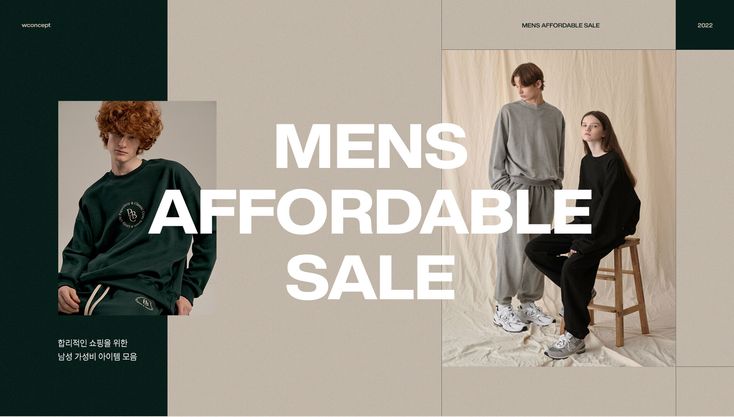 wconcept
MENS AFFORDABLE SALE
2022
MENS
AFFORDABLE
SALE
합리적인 쇼핑을 위한
남성 가성비 아이템 모음